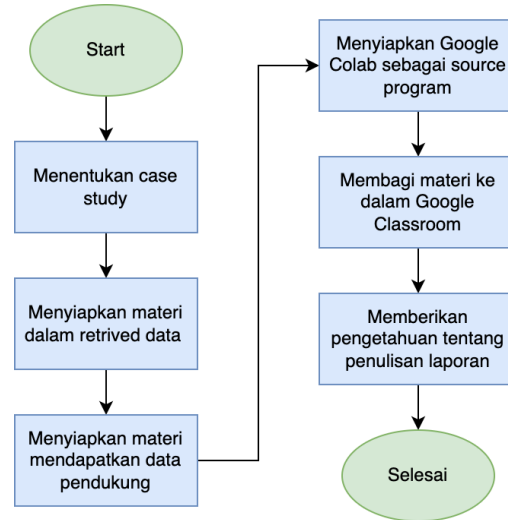 Start
Menentukan case
study
Menyiapkan materi
dalam retrived data
Menyiapkan materi
mendapatkan data
pendukung
Menyiapkan Google
Colab sebagai source
program
Membagi materi ke
dalam Google
Classroom
Memberikan
pengetahuan tentang
penulisan laporan
Selesai